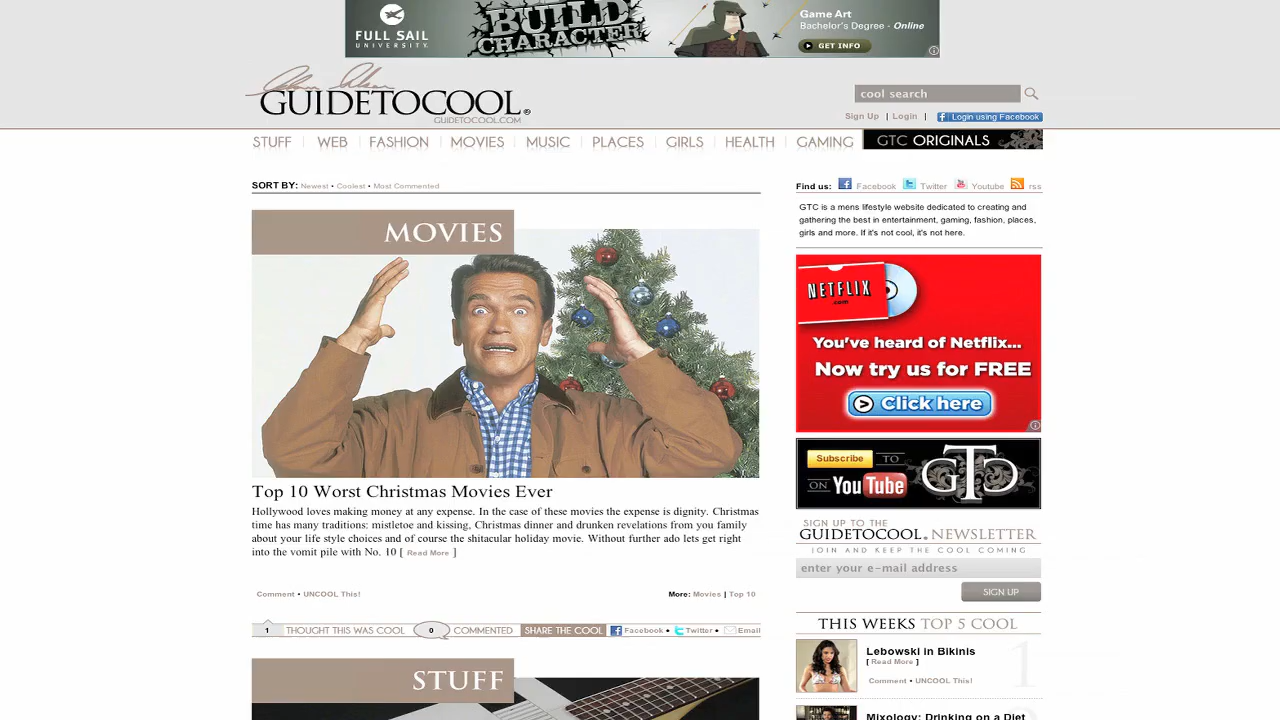 FULL SAIL
UNIVERSITY.
BUILD
CHARACTER
Game Art
Bachelor's Degree - Online
GET INFO
GUIDETOCOOL®
GUIDETOCOOL.COM
cool search
Sign Up | Login | f Login using Facebook
STUFF WEB FASHION MOVIES MUSIC PLACES GIRLS HEALTH GAMING GTC ORIGINALS
SORT BY: Newest • Coolest • Most Commented
MOVIES
Top 10 Worst Christmas Movies Ever
Hollywood loves making money at any expense. In the case of these movies the expense is dignity. Christmas
time has many traditions: mistletoe and kissing, Christmas dinner and drunken revelations from you family
about your life style choices and of course the shitacular holiday movie. Without further ado lets get right
into the vomit pile with No. 10 [ Read More ]
Comment • UNCOOL This!
More: Movies | Top 10
1 THOUGHT THIS WAS COOL 0 COMMENTED SHARE THE COOL Facebook • Twitter • Email
STUFF
Find us: Facebook Twitter Youtube rss
GTC is a mens lifestyle website dedicated to creating and
gathering the best in entertainment, gaming, fashion, places,
girls and more. If it's not cool, it's not here.
NETFLIX
.com
You've heard of Netflix...
Now try us for FREE
Click here
Subscribe TO GTC
ON YouTube
SIGN UP TO THE
GUIDETOCOOL. NEWSLETTER
JOIN AND KEEP THE COOL COMING
enter your e-mail address
SIGN UP
THIS WEEKS TOP 5 COOL
Lebowski in Bikinis
[ Read More ]
1
Comment • UNCOOL This!
Mixology: Drinking on a Diet